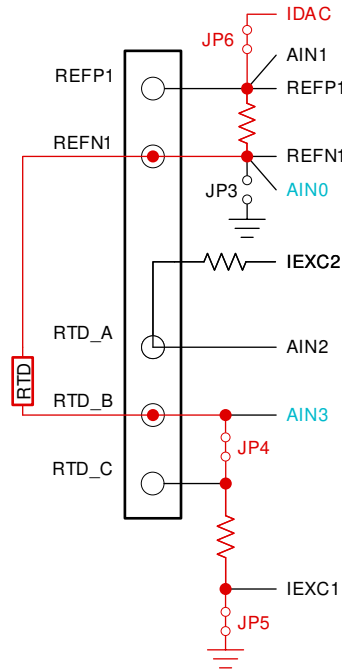 IDAC
JP6
AIN1
REFP1
REFP1
REFN1
REFN1
JP3
AIN0
IEXC2
RTD_A
AIN2
RTD
RTD_B
AIN3
JP4
RTD_C
IEXC1
JP5